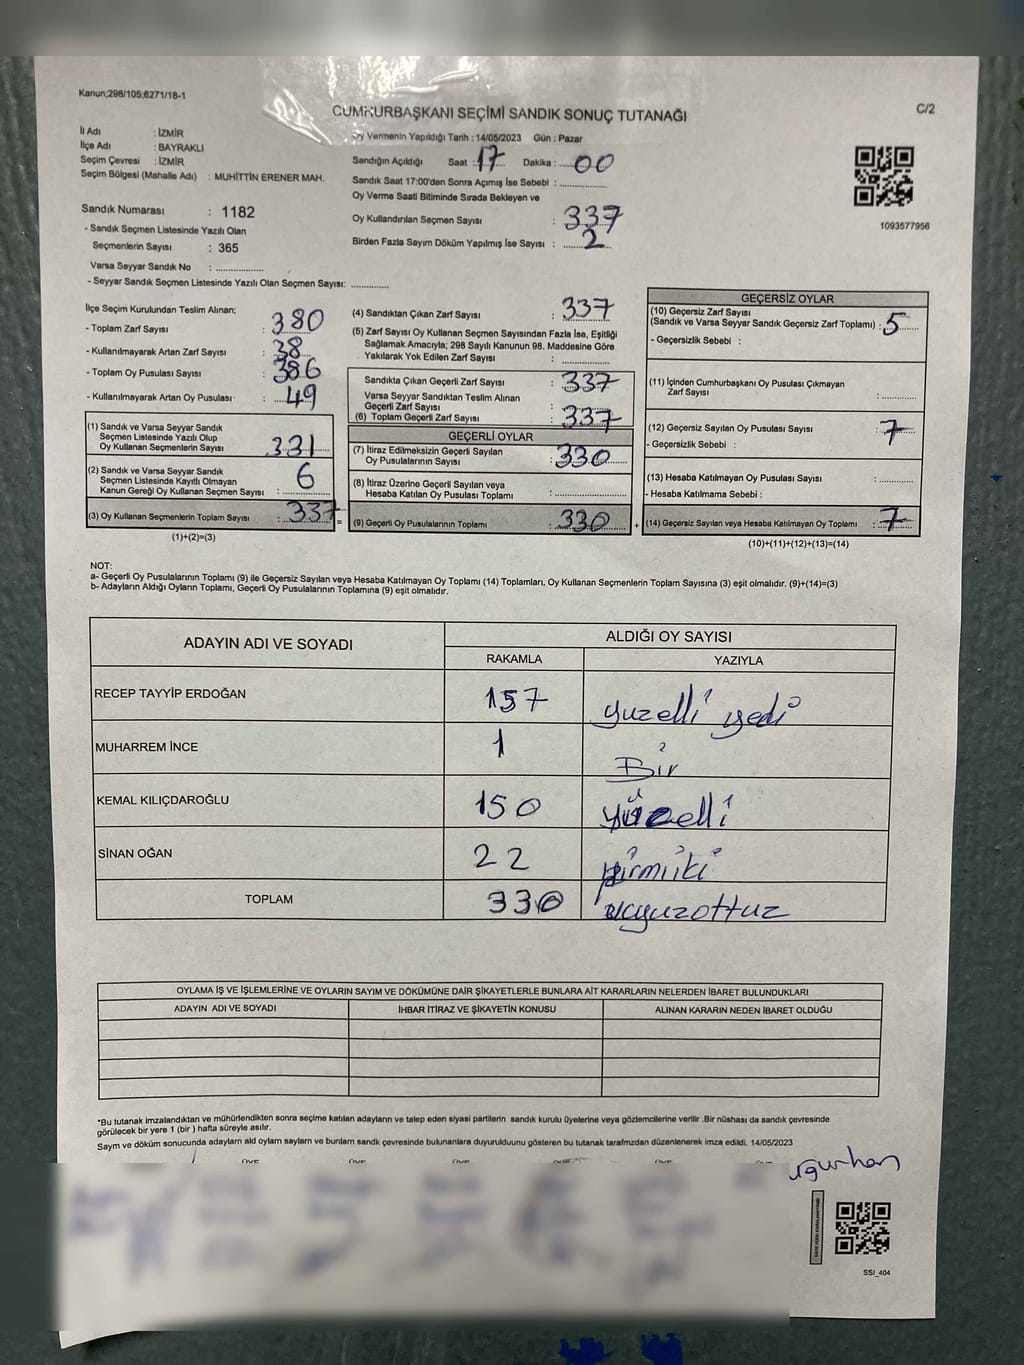 Kanun;298/105;6271/18-1
CUMHURBAŞKANI SEÇİMİ SANDIK SONUÇ TUTANAĞI
C/2
İl Adı : İZMİR
İlçe Adı : BAYRAKLI
Seçim Çevresi : İZMİR
Seçim Bölgesi (Mahalle Adı) : MUHİTTİN ERENER MAH.
Oy Vermenin Yapıldığı Tarih : 14/05/2023 Gün : Pazar
Sandığın Açıldığı Saat : 17 Dakika : 00
Sandık Saat 17:00'den Sonra Açımış İse Sebebi :
Oy Verme Saati Bitiminde Sırada Bekleyen ve
Oy Kullandırılan Seçmen Sayısı : 337
Birden Fazla Sayım Döküm Yapılmış İse Sayısı : 2
1093577956
Sandık Numarası : 1182
- Sandık Seçmen Listesinde Yazılı Olan
Seçmenlerin Sayısı : 365
Varsa Seyyar Sandık No :
- Seyyar Sandık Seçmen Listesinde Yazılı Olan Seçmen Sayısı:
İlçe Seçim Kurulundan Teslim Alınan;
- Toplam Zarf Sayısı : 380
- Kullanılmayarak Artan Zarf Sayısı : 38
- Toplam Oy Pusulası Sayısı : 386
- Kullanılmayarak Artan Oy Pusulası : 49
(1) Sandık ve Varsa Seyyar Sandık
Seçmen Listesinde Yazılı Olup
Oy Kullanan Seçmenlerin Sayısı : 331
(2) Sandık ve Varsa Seyyar Sandık
Seçmen Listesinde Kayıtlı Olmayan
Kanun Gereği Oy Kullanan Seçmen Sayısı : 6
(3) Oy Kullanan Seçmenlerin Toplam Sayısı : 337
(1)+(2)=(3)
=
(4) Sandıktan Çıkan Zarf Sayısı : 337
(5) Zarf Sayısı Oy Kullanan Seçmen Sayısından Fazla İse, Eşitliği
Sağlamak Amacıyla; 298 Sayılı Kanunun 98. Maddesine Göre
Yakılarak Yok Edilen Zarf Sayısı :
Sandıkta Çıkan Geçerli Zarf Sayısı : 337
Varsa Seyyar Sandıktan Teslim Alınan
Geçerli Zarf Sayısı :
(6) Toplam Geçerli Zarf Sayısı : 337
GEÇERLİ OYLAR
(7) İtiraz Edilmeksizin Geçerli Sayılan
Oy Pusulalarının Sayısı : 330
(8) İtiraz Üzerine Geçerli Sayılan veya
Hesaba Katılan Oy Pusulası Toplamı :
(9) Geçerli Oy Pusulalarının Toplamı : 330
+
GEÇERSİZ OYLAR
(10) Geçersiz Zarf Sayısı
(Sandık ve Varsa Seyyar Sandık Geçersiz Zarf Toplamı) : 5
- Geçersizlik Sebebi :
(11) İçinden Cumhurbaşkanı Oy Pusulası Çıkmayan
Zarf Sayısı :
(12) Geçersiz Sayılan Oy Pusulası Sayısı : 7
- Geçersizlik Sebebi :
(13) Hesaba Katılmayan Oy Pusulası Sayısı :
- Hesaba Katılmama Sebebi :
(14) Geçersiz Sayılan veya Hesaba Katılmayan Oy Toplamı : 7
(10)+(11)+(12)+(13)=(14)
NOT:
a- Geçerli Oy Pusulalarının Toplamı (9) ile Geçersiz Sayılan veya Hesaba Katılmayan Oy Toplamı (14) Toplamları, Oy Kullanan Seçmenlerin Toplam Sayısına (3) eşit olmalıdır. (9)+(14)=(3)
b- Adayların Aldığı Oyların Toplamı, Geçerli Oy Pusulalarının Toplamına (9) eşit olmalıdır.
ADAYIN ADI VE SOYADI ALDIĞI OY SAYISI
RAKAMLA YAZIYLA
RECEP TAYYİP ERDOĞAN 157 yuzelli yedi
MUHARREM İNCE 1 Bir
KEMAL KILIÇDAROĞLU 150 yüzelli
SİNAN OĞAN 22 yirmiiki
TOPLAM 330 uçyuzottuz
OYLAMA İŞ VE İŞLEMLERİNE VE OYLARIN SAYIM VE DÖKÜMÜNE DAİR ŞİKAYETLERLE BUNLARA AİT KARARLARIN NELERDEN İBARET BULUNDUKLARI
ADAYIN ADI VE SOYADI İHBAR İTİRAZ VE ŞİKAYETİN KONUSU ALINAN KARARIN NEDEN İBARET OLDUĞU
*Bu tutanak imzalandıktan ve mühürlendikten sonra seçime katılan adayların ve talep eden siyasi partilerin sandık kurulu üyelerine veya gözlemcilerine verilir .Bir nüshası da sandık çevresinde
görülecek bir yere 1 (bir ) hafta süreyle asılır.
Sayım ve döküm sonucunda adayların ald oyların sayların ve bunların sandık çevresinde bulunanlara duyurulduunu gösteren bu tutanak tarafmzdan düzenlenerek imza edildi. 14/05/2023
uğurhan
SSI_404